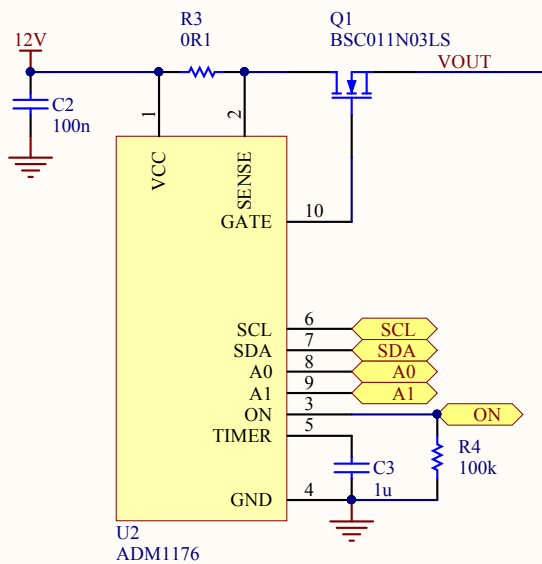 R3
0R1
Q1
BSC011N03LS
12V
VOUT
C2
100n
1
2
VCC
SENSE
GATE
10
SCL
6
SCL
SDA
7
SDA
A0
8
A0
A1
9
A1
ON
3
ON
TIMER
5
R4
100k
C3
1u
GND
4
U2
ADM1176